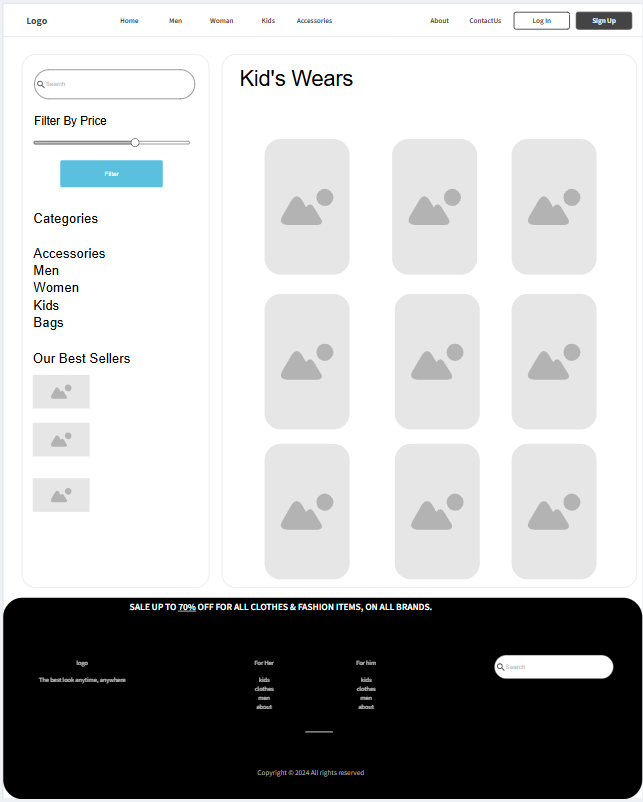 Logo
Home
Men
Woman
Kids
Accessories
About
ContactUs
Log In
Sign Up
Search
Filter By Price
Filter
Categories
Accessories
Men
Women
Kids
Bags
Our Best Sellers
Kid's Wears
SALE UP TO 70% OFF FOR ALL CLOTHES & FASHION ITEMS, ON ALL BRANDS.
logo
The best look anytime, anywhere
For Her
kids
clothes
men
about
For him
kids
clothes
men
about
Search
Copyright © 2024 All rights reserved